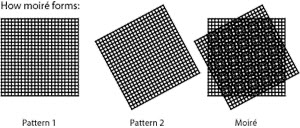 How moiré forms:
Pattern 1
Pattern 2
Moiré